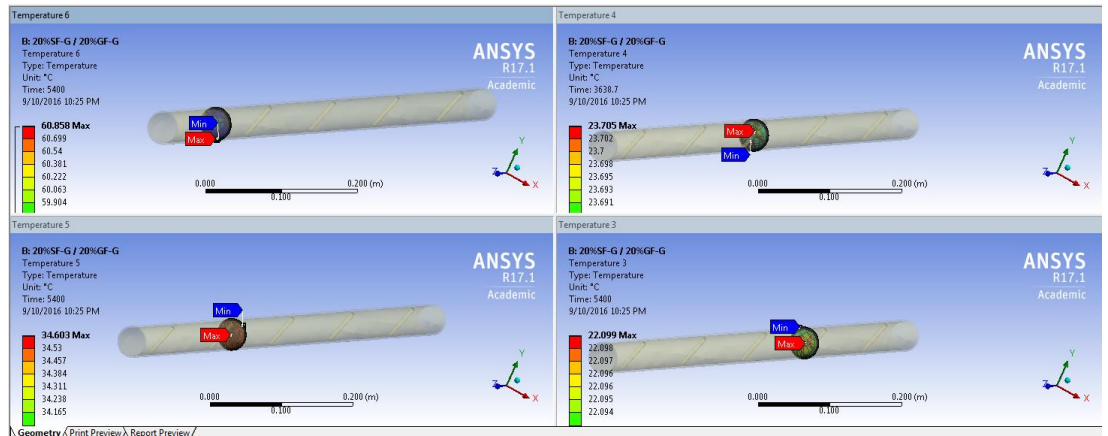 Temperature 6
B: 20%SF-G / 20%GF-G
Temperature 6
Type: Temperature
Unit: °C
Time: 5400
9/10/2016 10:25 PM
60.858 Max
60.699
60.54
60.381
60.222
60.063
59.904
Min
Max
ANSYS
R17.1
Academic
Y
Z
X
0.000
0.200 (m)
0.100
Temperature 4
B: 20%SF-G / 20%GF-G
Temperature 4
Type: Temperature
Unit: °C
Time: 3638.7
9/10/2016 10:25 PM
23.705 Max
23.702
23.7
23.698
23.695
23.693
23.691
Max
Min
ANSYS
R17.1
Academic
Y
Z
X
0.000
0.200 (m)
0.100
Temperature 5
B: 20%SF-G / 20%GF-G
Temperature 5
Type: Temperature
Unit: °C
Time: 5400
9/10/2016 10:25 PM
34.603 Max
34.53
34.457
34.384
34.311
34.238
34.165
Min
Max
ANSYS
R17.1
Academic
Y
Z
X
0.000
0.200 (m)
0.100
Temperature 3
B: 20%SF-G / 20%GF-G
Temperature 3
Type: Temperature
Unit: °C
Time: 5400
9/10/2016 10:25 PM
22.099 Max
22.098
22.097
22.096
22.096
22.095
22.094
Min
Max
ANSYS
R17.1
Academic
Y
Z
X
0.000
0.200 (m)
0.100
Geometry Print Preview Report Preview